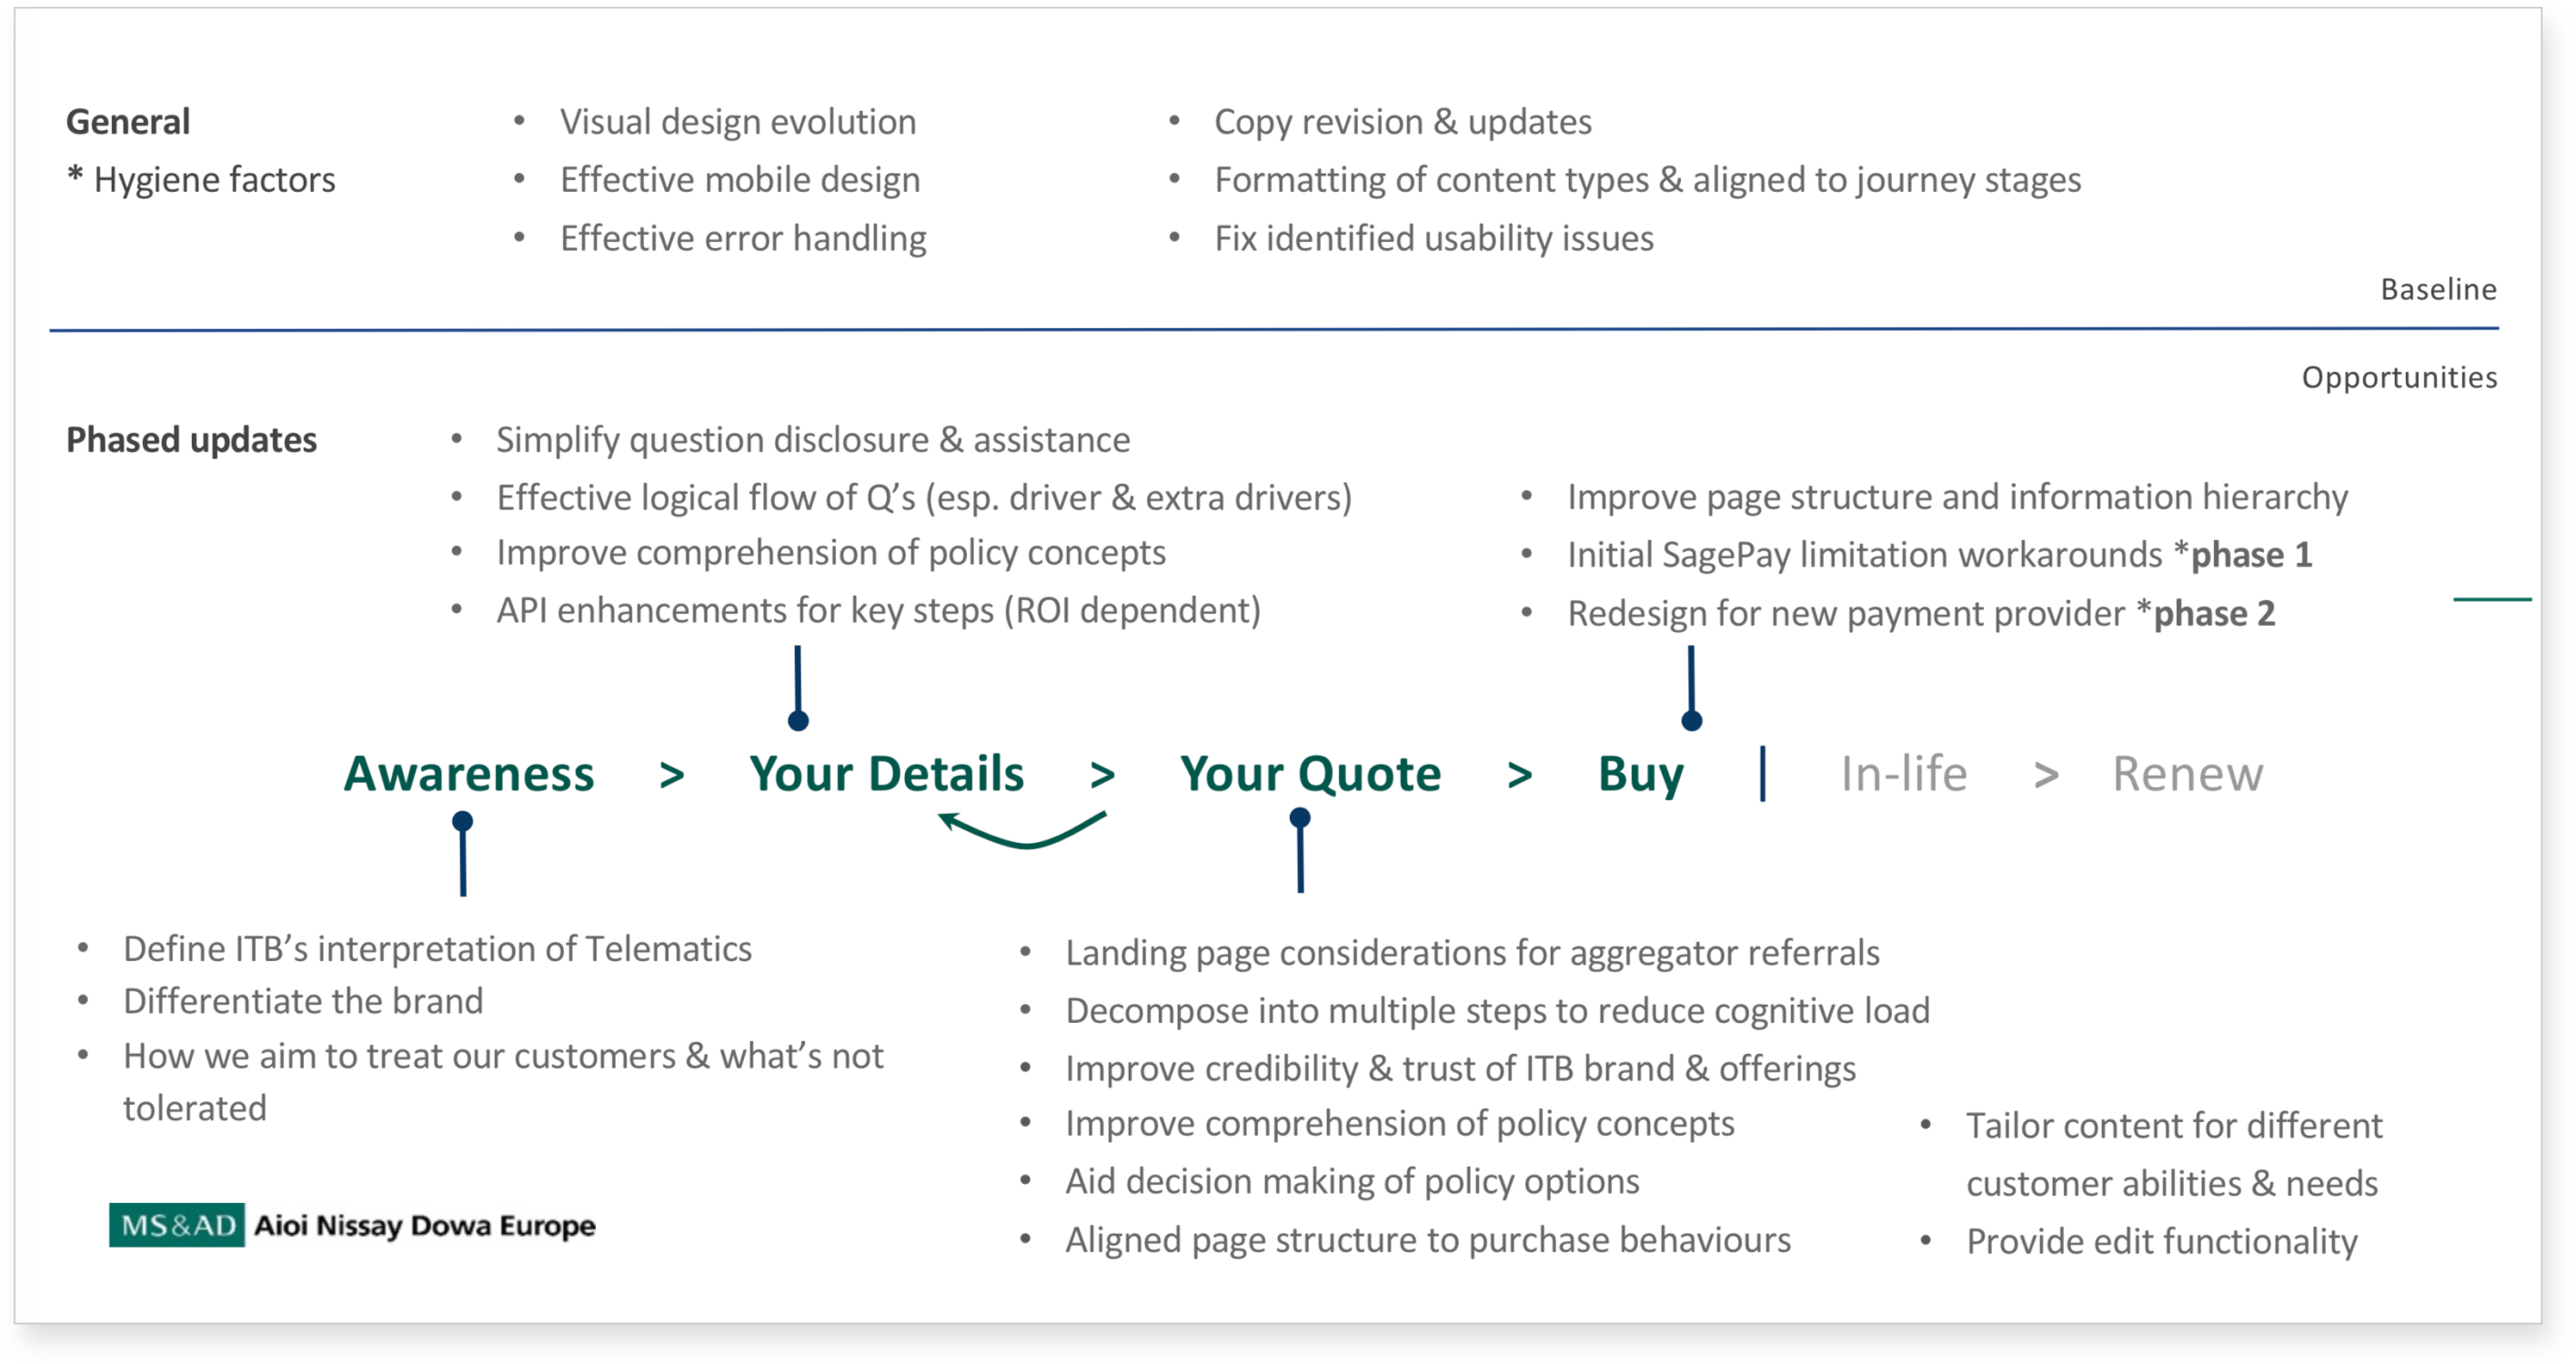 General
* Hygiene factors
• Visual design evolution
• Effective mobile design
• Effective error handling
• Copy revision & updates
• Formatting of content types & aligned to journey stages
• Fix identified usability issues
Baseline
Opportunities
Phased updates
• Simplify question disclosure & assistance
• Effective logical flow of Q’s (esp. driver & extra drivers)
• Improve comprehension of policy concepts
• API enhancements for key steps (ROI dependent)
• Improve page structure and information hierarchy
• Initial SagePay limitation workarounds *phase 1
• Redesign for new payment provider *phase 2
Awareness > Your Details > Your Quote > Buy | In-life > Renew
• Define ITB’s interpretation of Telematics
• Differentiate the brand
• How we aim to treat our customers & what’s not
tolerated
• Landing page considerations for aggregator referrals
• Decompose into multiple steps to reduce cognitive load
• Improve credibility & trust of ITB brand & offerings
• Improve comprehension of policy concepts
• Aid decision making of policy options
• Aligned page structure to purchase behaviours
• Tailor content for different
customer abilities & needs
• Provide edit functionality
MS&AD Aioi Nissay Dowa Europe